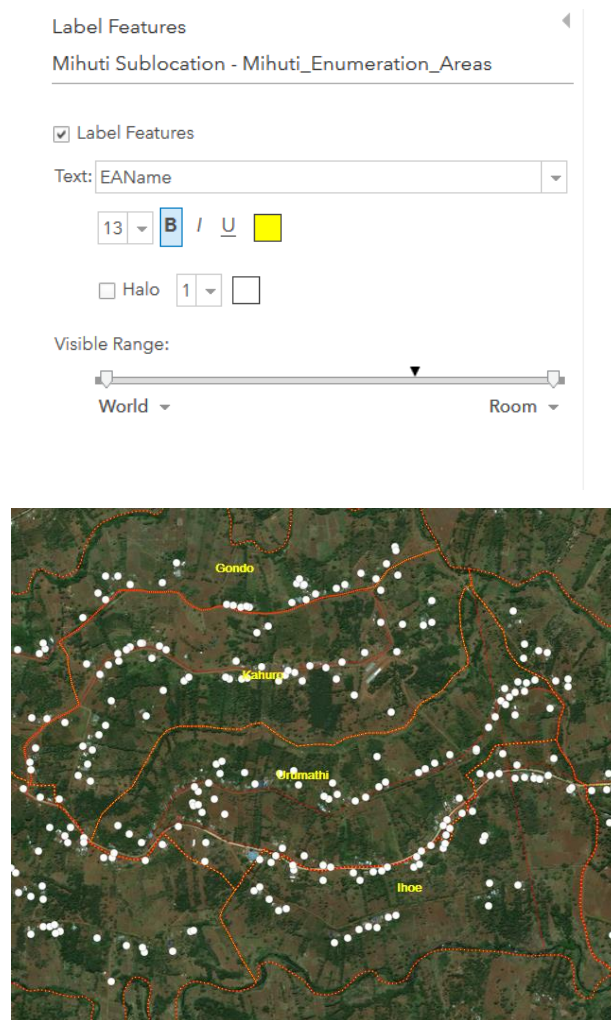 Label Features
Mihuti Sublocation - Mihuti_Enumeration_Areas
Label Features
Text: EAName
13 B I U
Halo 1
Visible Range:
World Room
Gondo
Kahuro
Urumathi
Ihoe